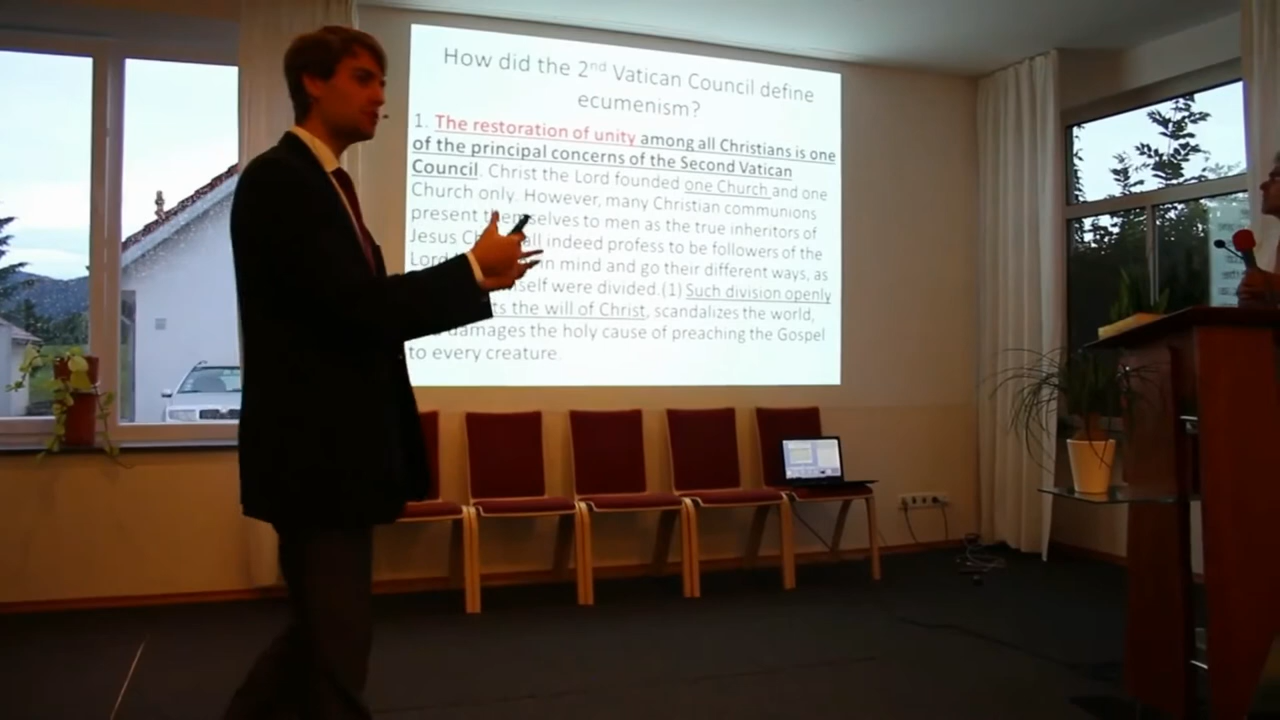 How did the 2nd Vatican Council define
ecumenism?
1. The restoration of unity among all Christians is one
of the principal concerns of the Second Vatican
Council. Christ the Lord founded one Church and one
Church only. However, many Christian communions
present themselves to men as the true inheritors of
Jesus all indeed profess to be followers of the
Lord in mind and go their different ways, as
were divided.(1) Such division openly
the will of Christ, scandalizes the world,
damages the holy cause of preaching the Gospel
to every creature.